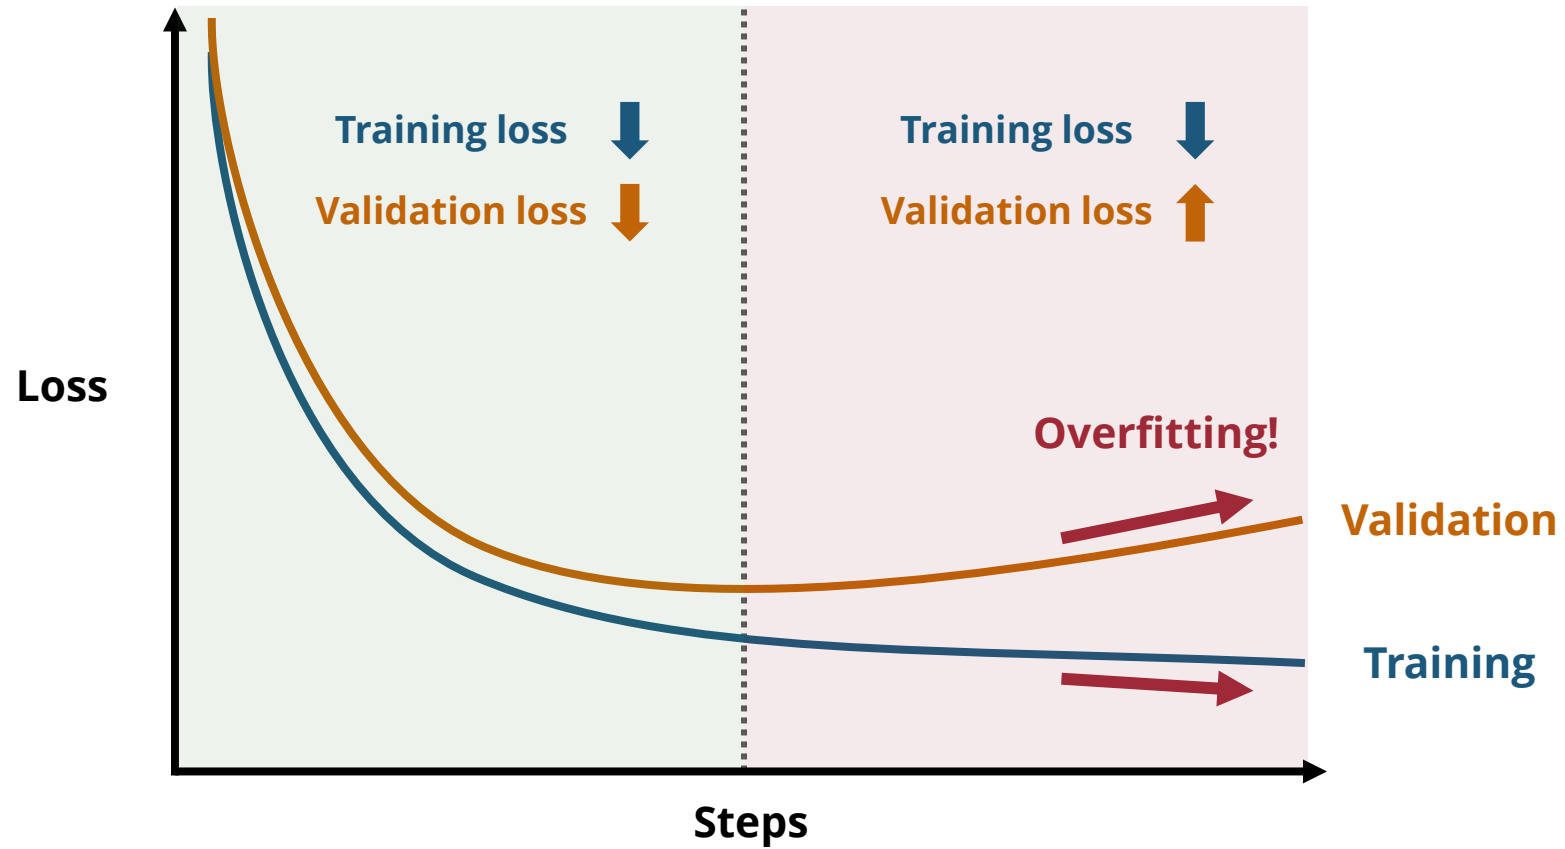 Training loss
Validation loss
Training loss
Validation loss
Loss
Overfitting!
Validation
Training
Steps